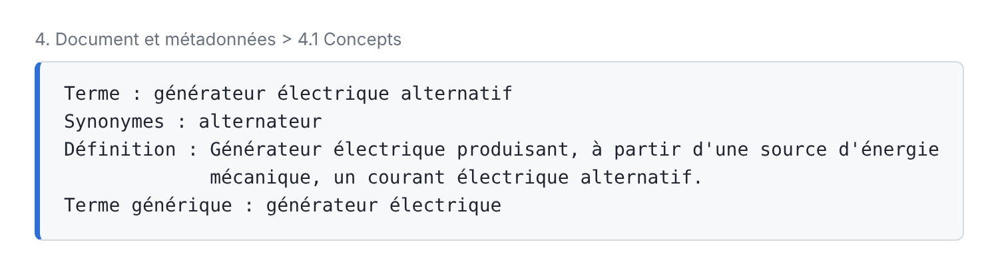 4. Document et métadonnées > 4.1 Concepts
Terme : générateur électrique alternatif
Synonymes : alternateur
Définition : Générateur électrique produisant, à partir d'une source d'énergie
mécanique, un courant électrique alternatif.
Terme générique : générateur électrique